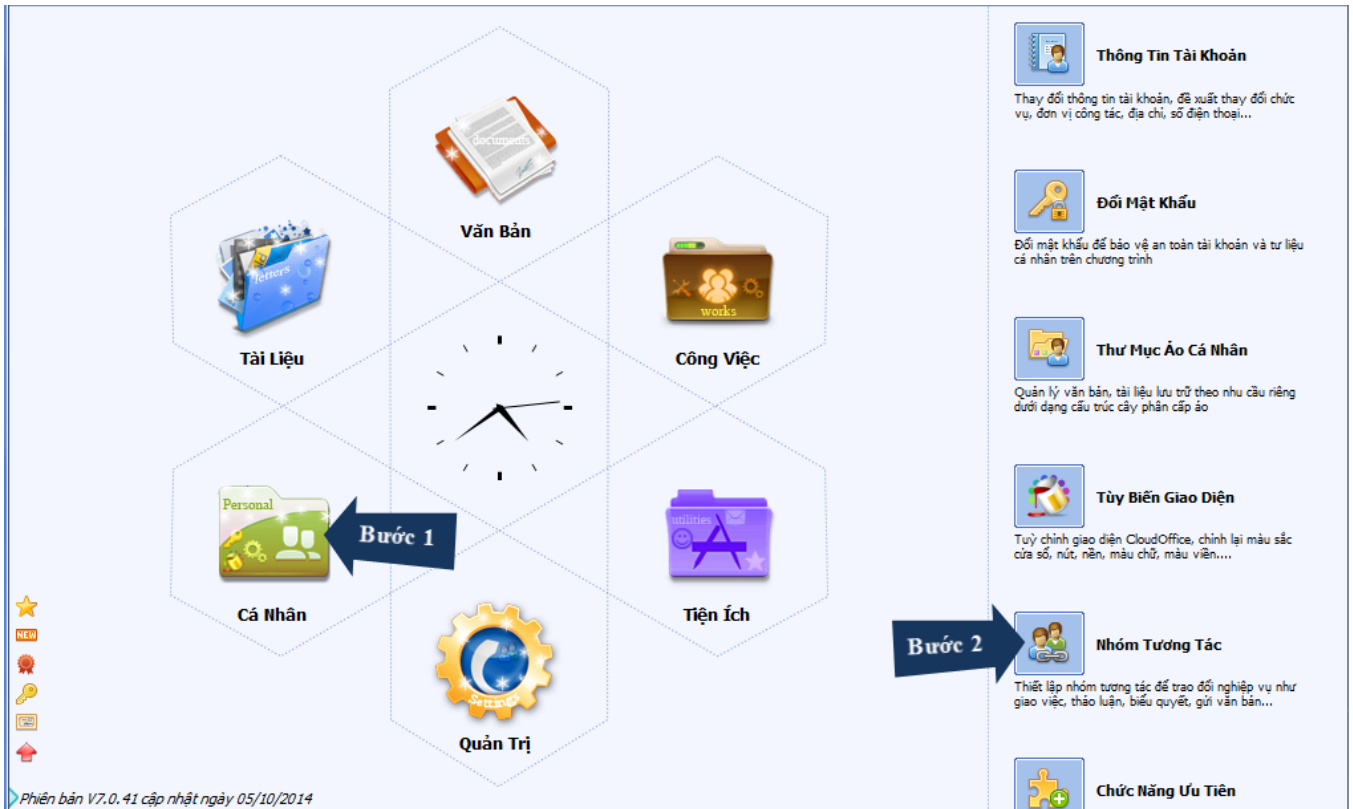 documents
Văn Bản
letters
Tài Liệu
works
Công Việc
Personal
Bước 1
Cá Nhân
utilities
Tiện Ích
Settings
Quản Trị
NEW
Phiên bản V7.0.41 cập nhật ngày 05/10/2014
Thông Tin Tài Khoản
Thay đổi thông tin tài khoản, đề xuất thay đổi chức
vụ, đơn vị công tác, địa chỉ, số điện thoại...
Đổi Mật Khẩu
Đổi mật khẩu để bảo vệ an toàn tài khoản và tư liệu
cá nhân trên chương trình
Thư Mục Ảo Cá Nhân
Quản lý văn bản, tài liệu lưu trữ theo nhu cầu riêng
dưới dạng cấu trúc cây phân cấp ảo
Tùy Biến Giao Diện
Tuỳ chỉnh giao diện CloudOffice, chỉnh lại màu sắc
cửa sổ, nút, nền, màu chữ, màu viền....
Bước 2
Nhóm Tương Tác
Thiết lập nhóm tương tác để trao đổi nghiệp vụ như
giao việc, thảo luận, biểu quyết, gửi văn bản...
Chức Năng Ưu Tiên